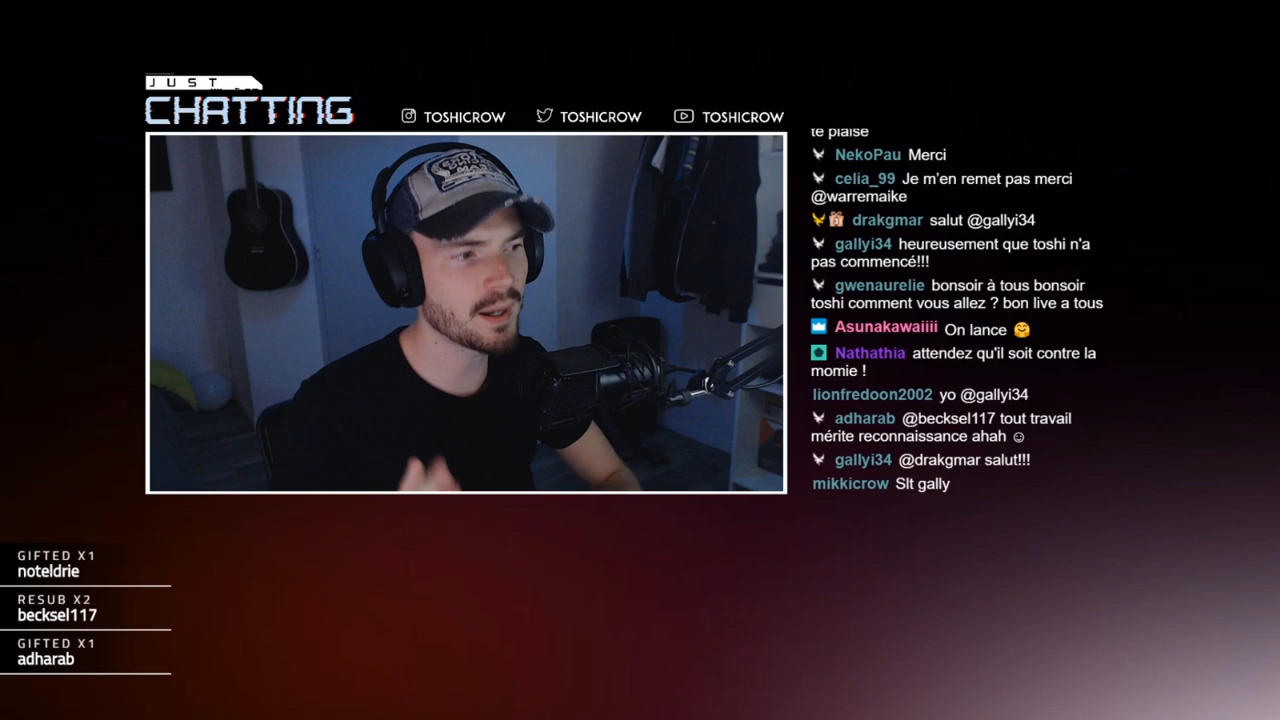 JUST
CHATTING
TOSHICROW
TOSHICROW
TOSHICROW
te plaise
NekoPau Merci
celia_99 Je m'en remet pas merci
@warremaike
drakgmar salut @gallyi34
gallyi34 heureusement que toshi n'a
pas commencé!!!
gwenaurelie bonsoir à tous bonsoir
toshi comment vous allez ? bon live a tous
Asunakawaiiii On lance 🤗
Nathathia attendez qu'il soit contre la
momie !
lionfredoon2002 yo @gallyi34
adharab @becksel117 tout travail
mérite reconnaissance ahah ☺
gallyi34 @drakgmar salut!!!
mikkicrow Slt gally
GIFTED X1
noteldrie
RESUB X2
becksel117
GIFTED X1
adharab